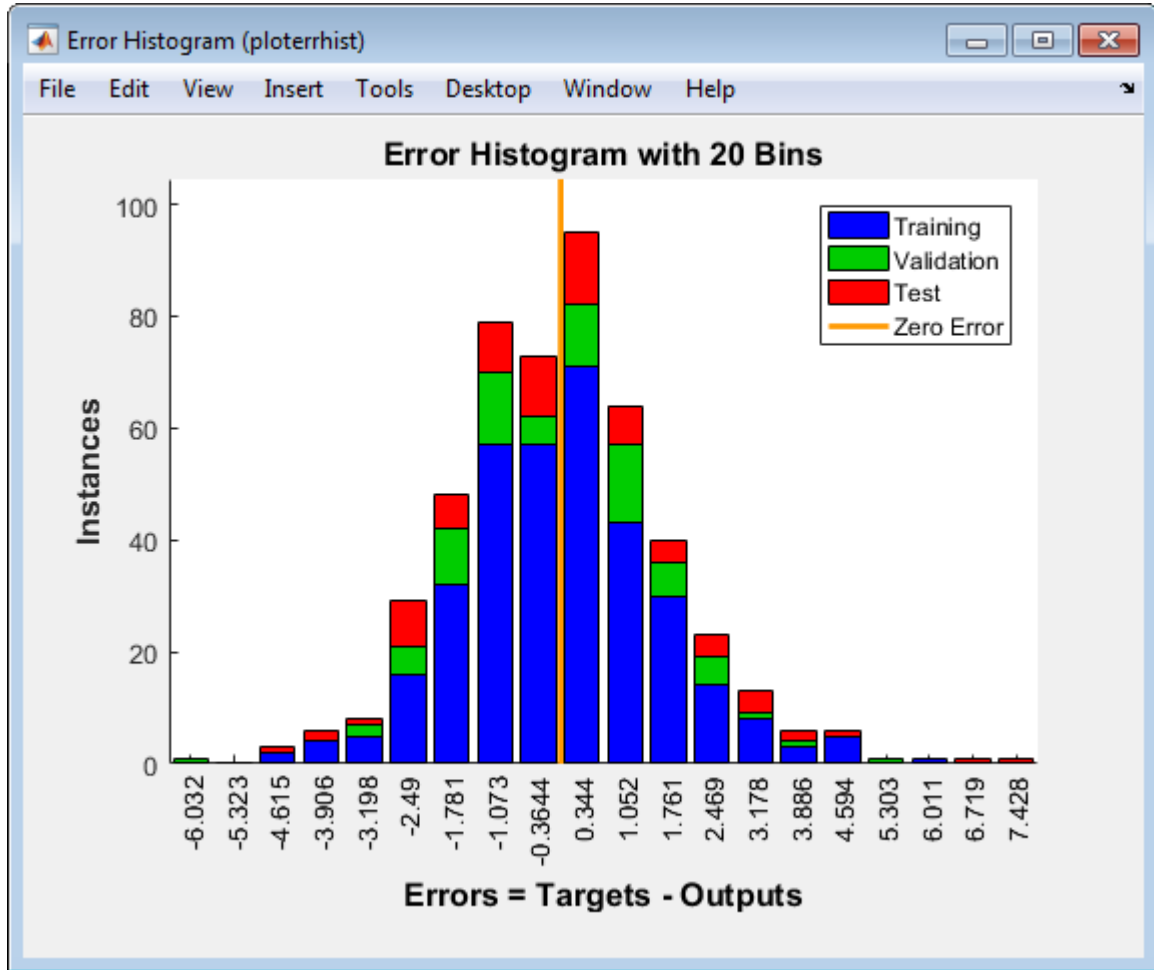 Error Histogram (ploterrhist)
File Edit View Insert Tools Desktop Window Help
Error Histogram with 20 Bins
100
80
60
40
20
0
Instances
Training
Validation
Test
Zero Error
-6.032
-5.323
-4.615
-3.906
-3.198
-2.49
-1.781
-1.073
-0.3644
0.344
1.052
1.761
2.469
3.178
3.886
4.594
5.303
6.011
6.719
7.428
Errors = Targets - Outputs